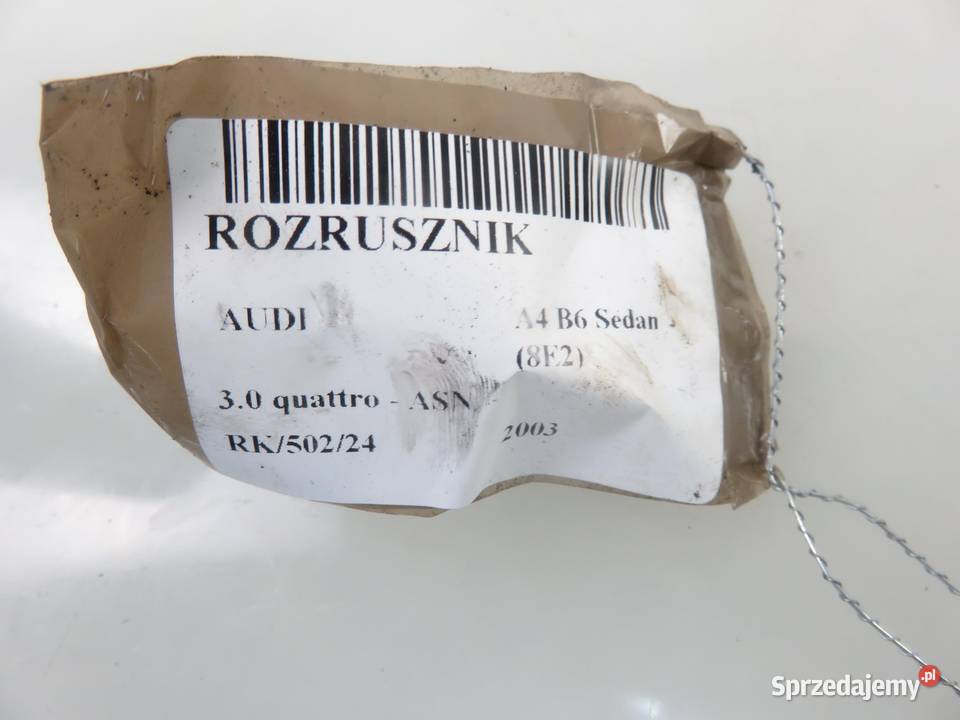 ROZRUSZNIK
AUDI
A4 B6 Sedan -
(8E2)
3.0 quattro - ASN -
RK/502/24
2003
Sprzedajemy.pl